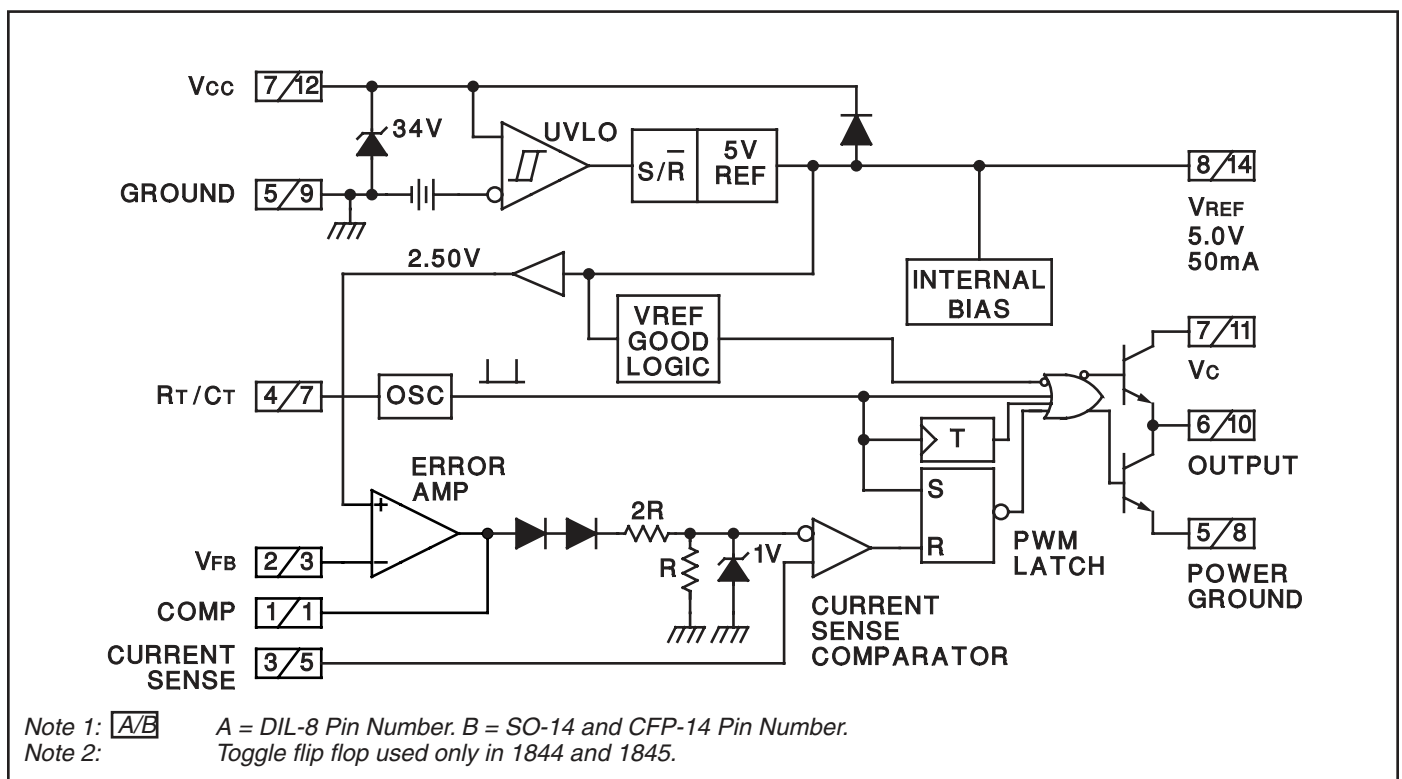 Vcc 7/12
34V
UVLO
S/R̅
5V
REF
8/14
VREF
5.0V
50mA
GROUND 5/9
2.50V
INTERNAL
BIAS
VREF
GOOD
LOGIC
7/11
Vc
RT/CT 4/7
OSC
T
6/10
OUTPUT
ERROR
AMP
+
−
2R
R
1V
S
R
PWM
LATCH
5/8
POWER
GROUND
VFB 2/3
COMP 1/1
CURRENT
SENSE
COMPARATOR
CURRENT
SENSE
3/5
Note 1: A/B A = DIL-8 Pin Number. B = SO-14 and CFP-14 Pin Number.
Note 2: Toggle flip flop used only in 1844 and 1845.